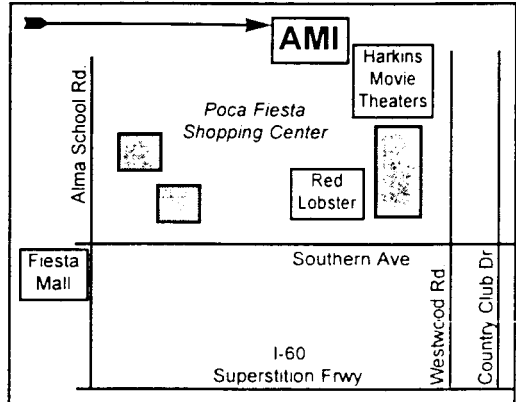 AMI
Harkins
Movie
Theaters
Alma School Rd.
Poca Fiesta
Shopping Center
Red
Lobster
Fiesta
Mall
Southern Ave
Westwood Rd
Country Club Dr
I-60
Superstition Frwy